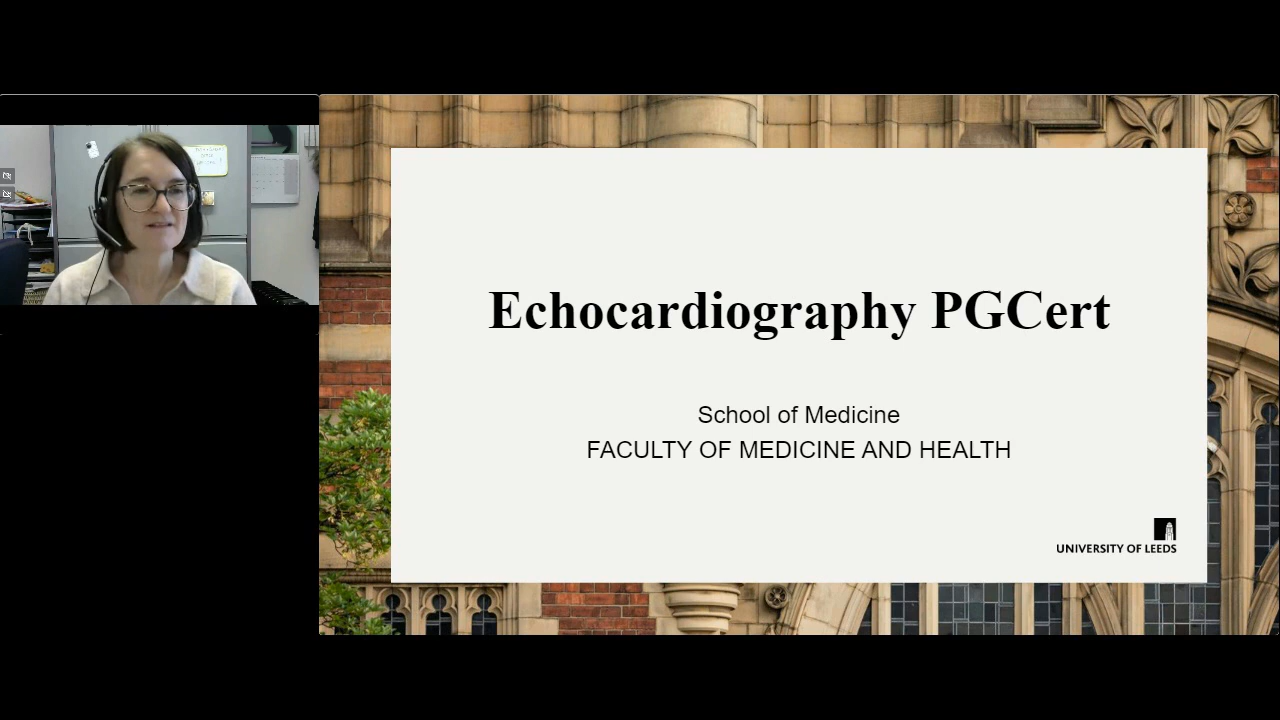 Echocardiography PGCert
School of Medicine
FACULTY OF MEDICINE AND HEALTH
UNIVERSITY OF LEEDS